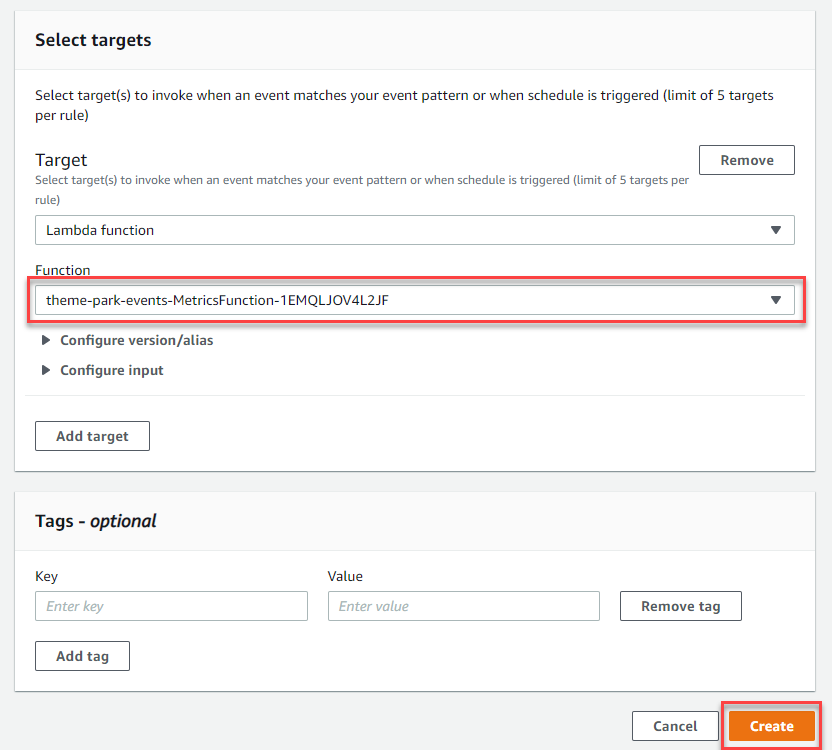 Select targets
Select target(s) to invoke when an event matches your event pattern or when schedule is triggered (limit of 5 targets
per rule)
Target
Remove
Select target(s) to invoke when an event matches your event pattern or when schedule is triggered (limit of 5 targets per
rule)
Lambda function
Function
theme-park-events-MetricsFunction-1EMQLJOV4L2JF
Configure version/alias
Configure input
Add target
Tags - optional
Key
Value
Enter key
Enter value
Remove tag
Add tag
Cancel
Create